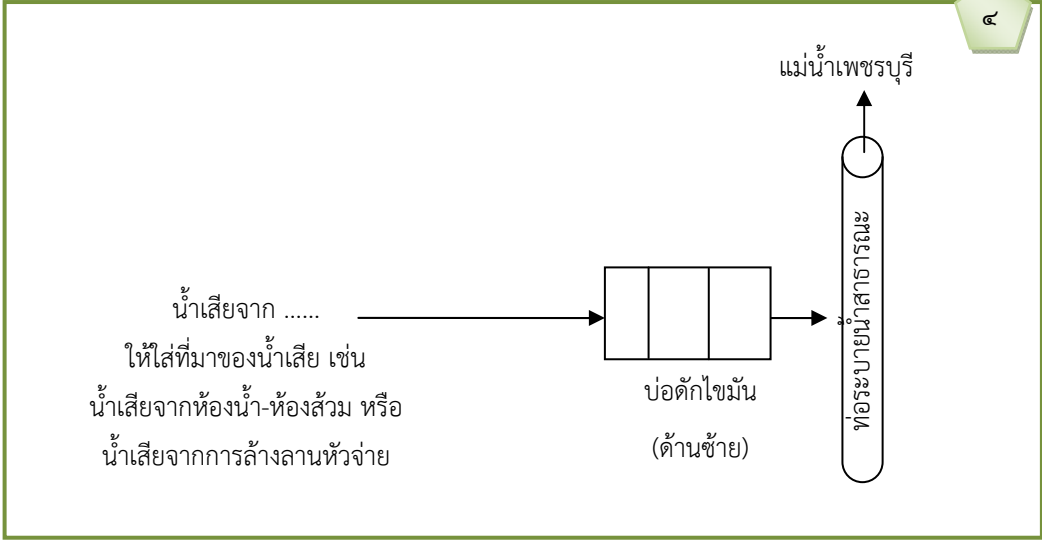 ๔
แม่น้ำเพชรบุรี
ท่อระบายน้ำสาธารณะ
น้ำเสียจาก ......
ให้ใส่ที่มาของน้ำเสีย เช่น
น้ำเสียจากห้องน้ำ-ห้องส้วม หรือ
น้ำเสียจากการล้างลานหัวจ่าย
บ่อดักไขมัน
(ด้านซ้าย)